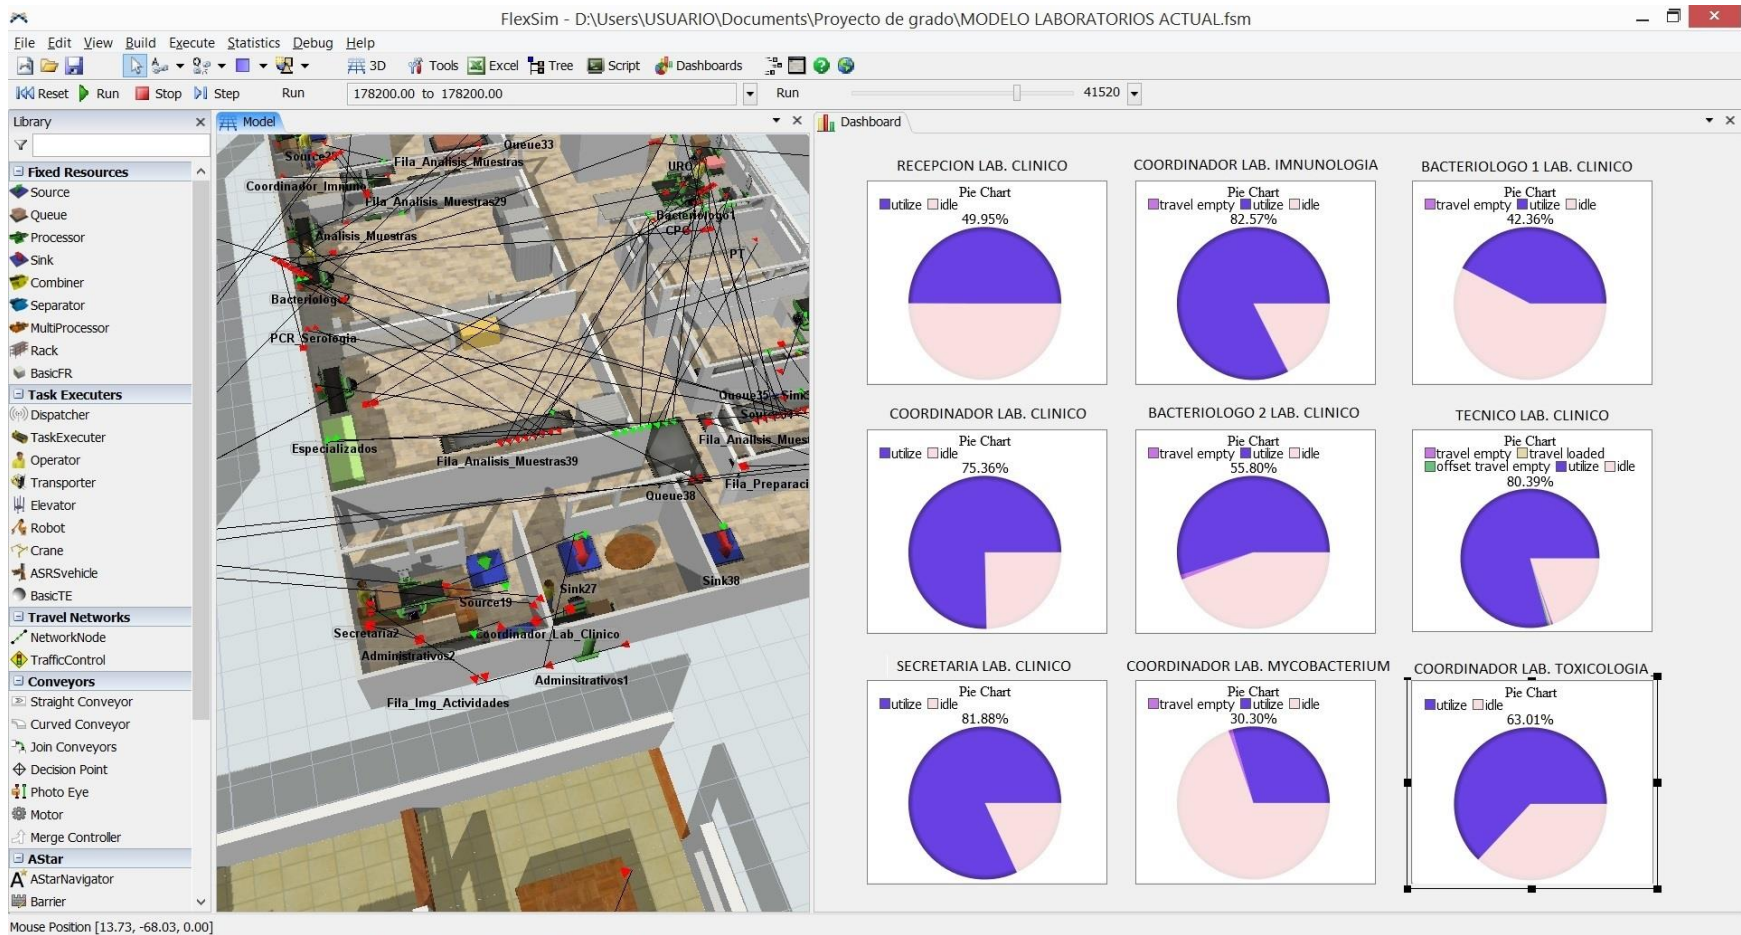 FlexSim - D:\Users\USUARIO\Documents\Proyecto de grado\MODELO LABORATORIOS ACTUAL.fsm
File Edit View Build Execute Statistics Debug Help
3D Tools Excel Tree Script Dashboards
Reset Run Stop Step Run 178200.00 to 178200.00 Run 41520
Library
Fixed Resources
Source
Queue
Processor
Sink
Combiner
Separator
MultiProcessor
Rack
BasicFR
Task Executers
Dispatcher
TaskExecuter
Operator
Transporter
Elevator
Robot
Crane
ASRSvehicle
BasicTE
Travel Networks
NetworkNode
TrafficControl
Conveyors
Straight Conveyor
Curved Conveyor
Join Conveyors
Decision Point
Photo Eye
Motor
Merge Controller
AStar
AStarNavigator
Barrier
Model
Queue33
Fila_Analisis_Muestras
Fila_Analisis_Muestras29
Analisis_Muestras
Bacteriologo1
CPC
PT
PCR_Serologia
Especializados
Fila_Analisis_Muestras39
Queue38
Sink38
Sink27
Source19
Secretaria2
Coordinador_Lab_Clinico
Administrativos2
Adminsitrativos1
Fila_Img_Actividades
Dashboard
RECEPCION LAB. CLINICO
Pie Chart
utilize idle
49.95%
COORDINADOR LAB. IMNUNOLOGIA
Pie Chart
travel empty utilize idle
82.57%
BACTERIOLOGO 1 LAB. CLINICO
Pie Chart
travel empty utilize idle
42.36%
COORDINADOR LAB. CLINICO
Pie Chart
utilize idle
75.36%
BACTERIOLOGO 2 LAB. CLINICO
Pie Chart
travel empty utilize idle
55.80%
TECNICO LAB. CLINICO
Pie Chart
travel empty travel loaded
offset travel empty utilize idle
80.39%
SECRETARIA LAB. CLINICO
Pie Chart
utilize idle
81.88%
COORDINADOR LAB. MYCOBACTERIUM
Pie Chart
travel empty utilize idle
30.30%
COORDINADOR LAB. TOXICOLOGIA
Pie Chart
utilize idle
63.01%
Mouse Position [13.73, -68.03, 0.00]